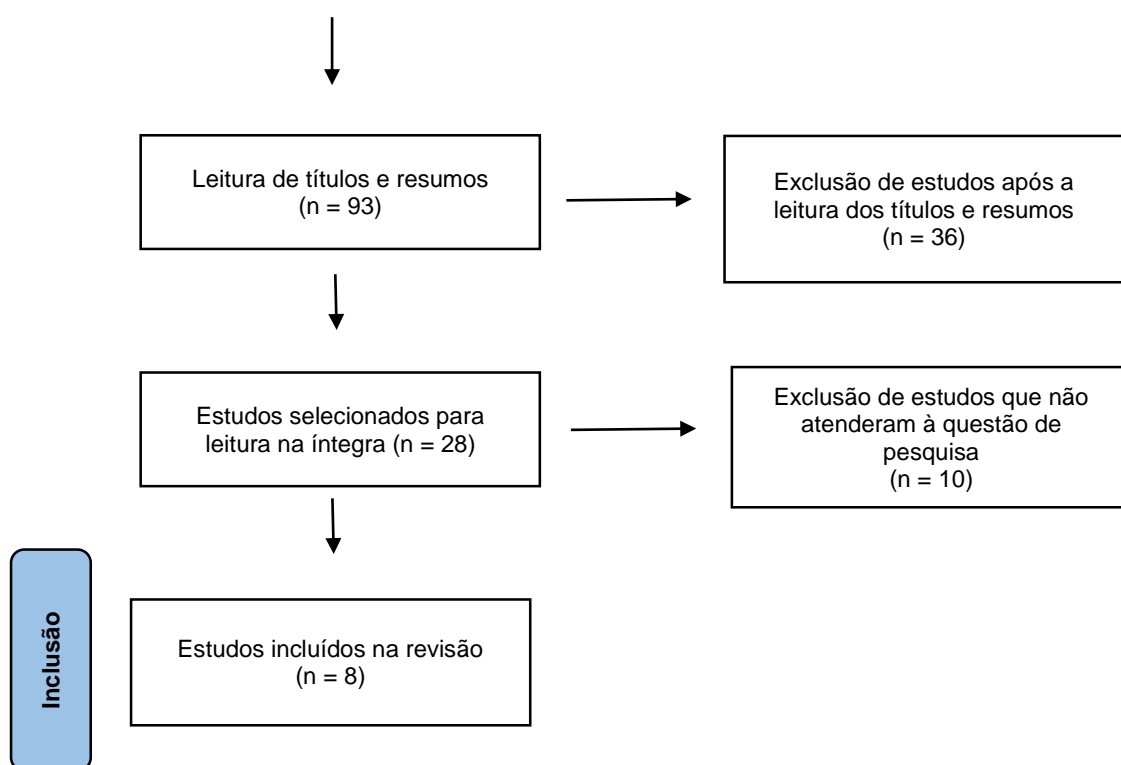 Leitura de títulos e resumos
(n = 93)
Exclusão de estudos após a
leitura dos títulos e resumos
(n = 36)
Estudos selecionados para
leitura na íntegra (n = 28)
Exclusão de estudos que não
atenderam à questão de
pesquisa
(n = 10)
Inclusão
Estudos incluídos na revisão
(n = 8)